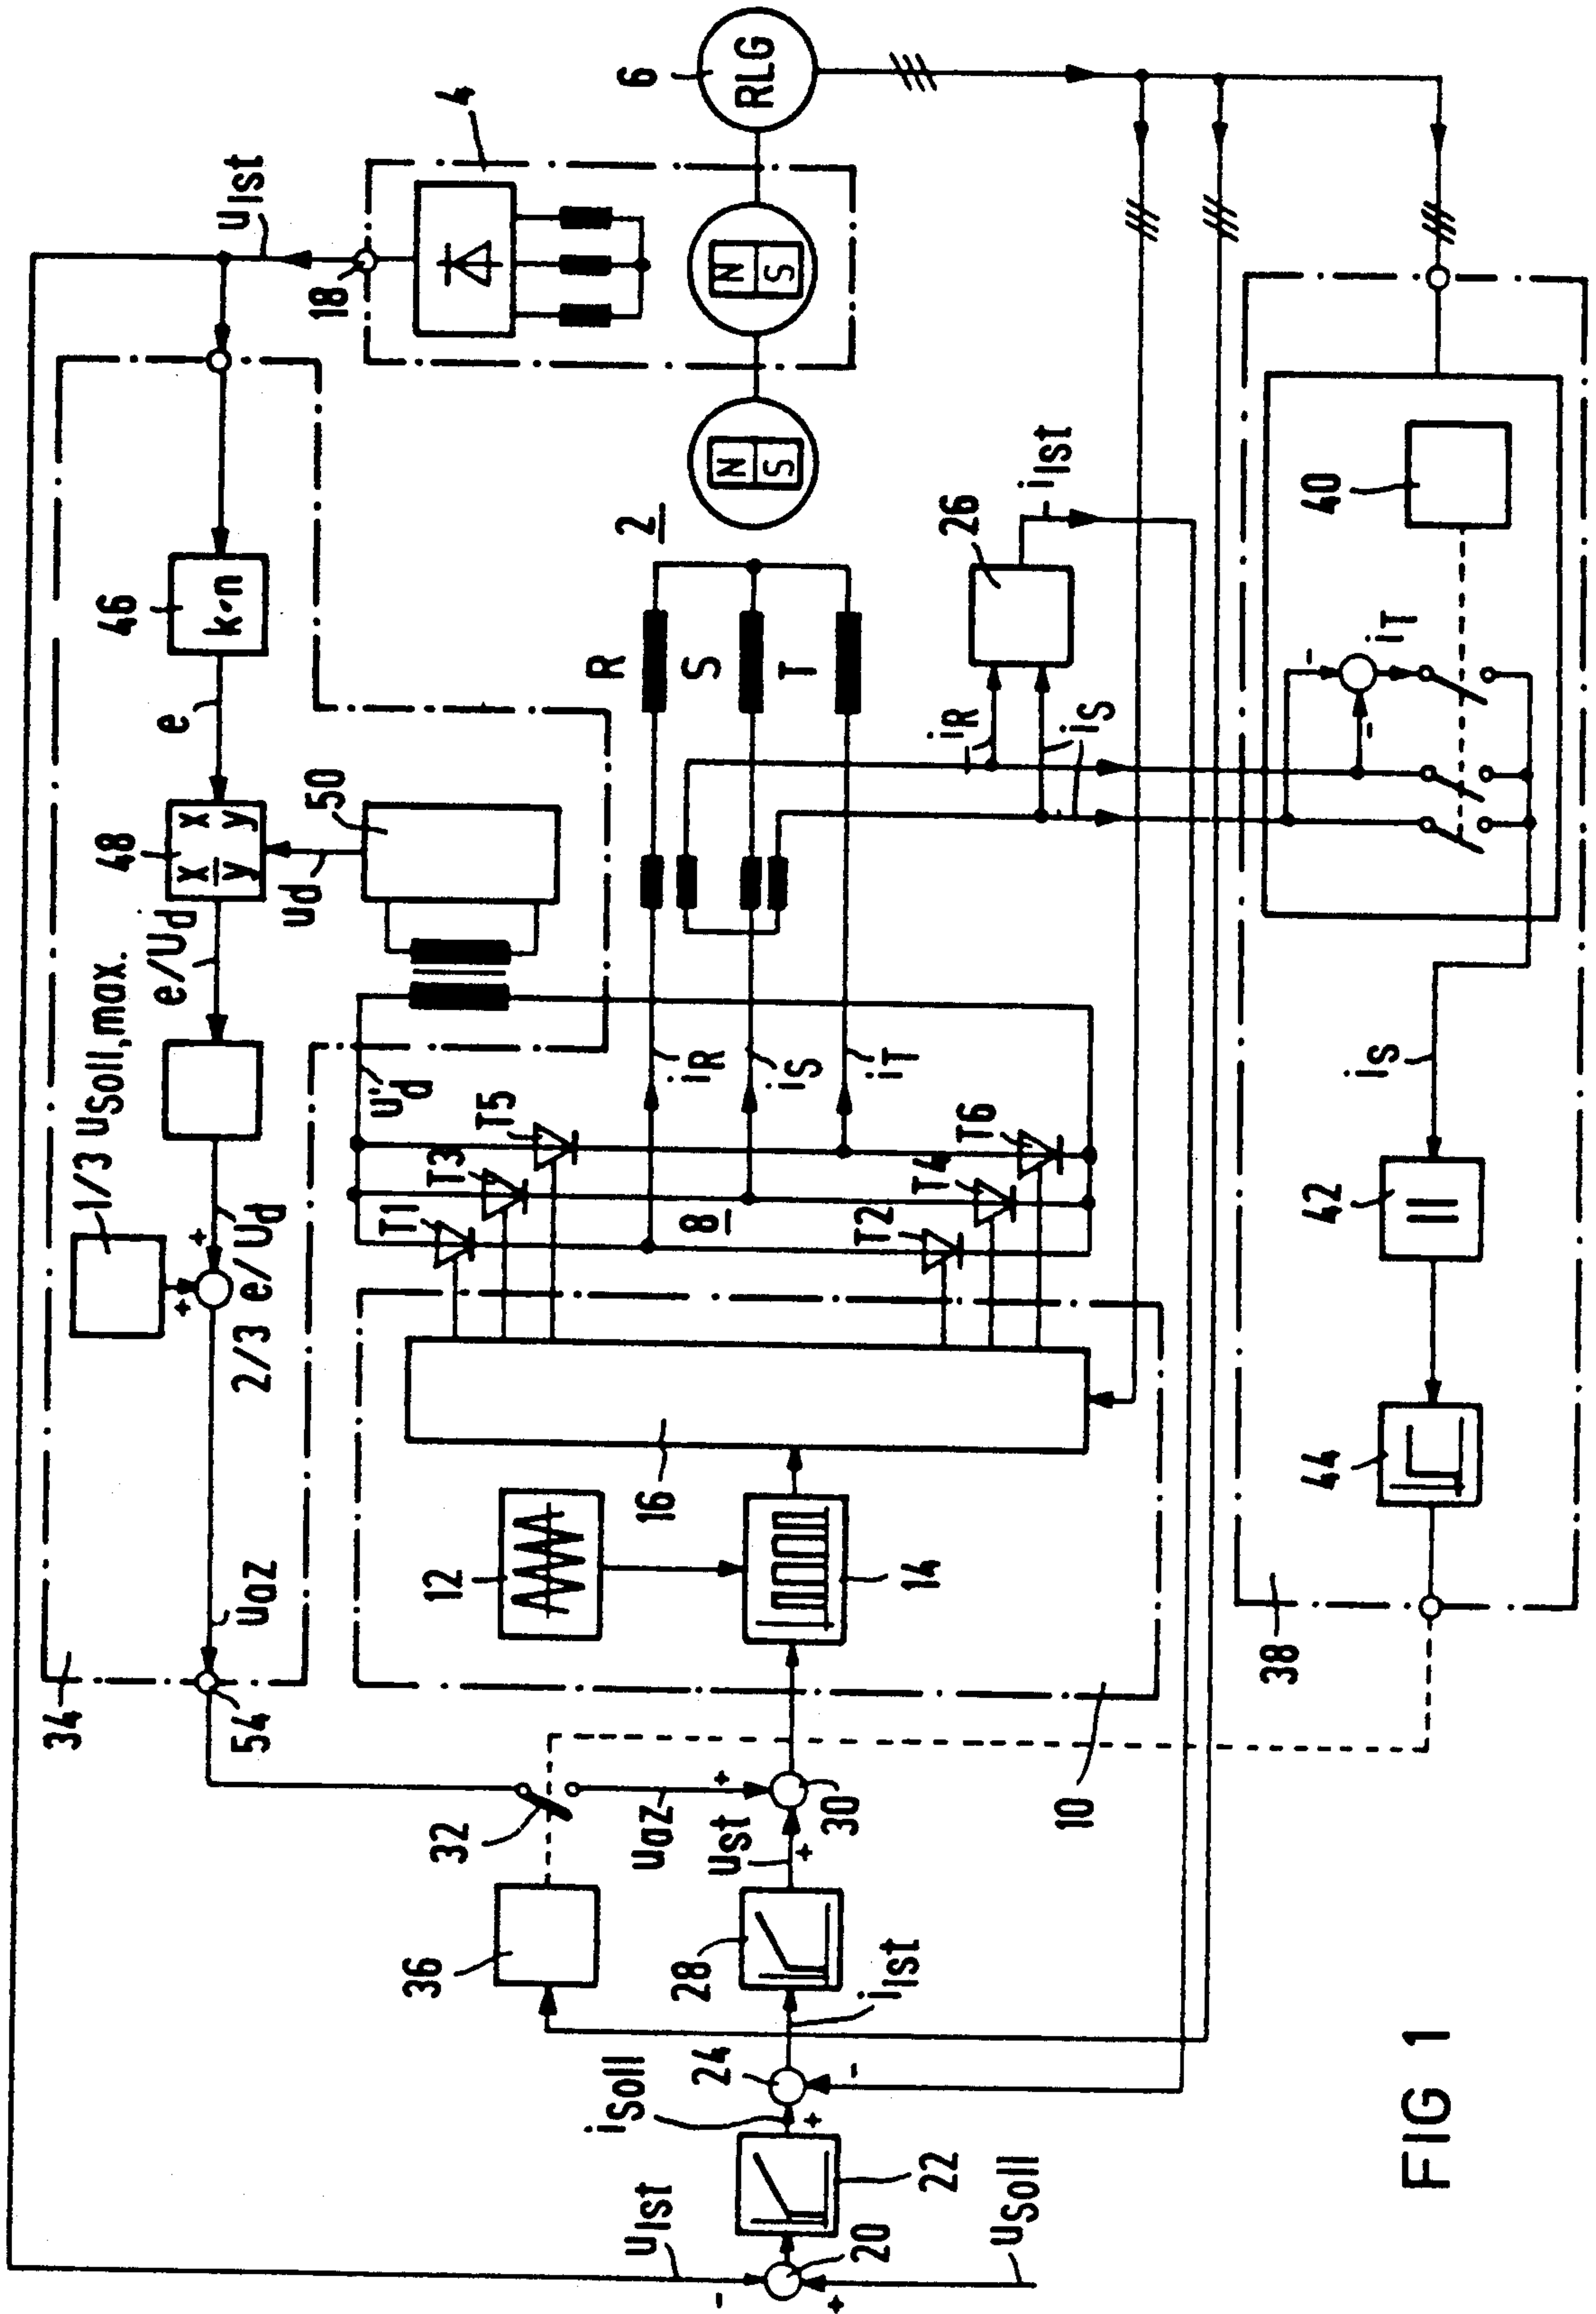 34
54
u_az
2/3 e/U_d
1/3 u_Soll,max.
+
+
e/U_d
48
x/y
x
y
e
46
k·n
u_Ist
u_d
50
18
4
6
RLG
N
S
N
S
2
R
S
T
u'_d
T1
T3
T5
8
T2
T4
T6
i_R
i_S
i_T
i_R
i_S
26
i_Ist
12
14
16
10
32
u_az
+
u_st
+
30
36
28
i_Ist
i_Soll
24
-
+
22
u_Ist
20
-
+
u_Soll
38
44
42
i_S
40
i_T
-
-
FIG 1